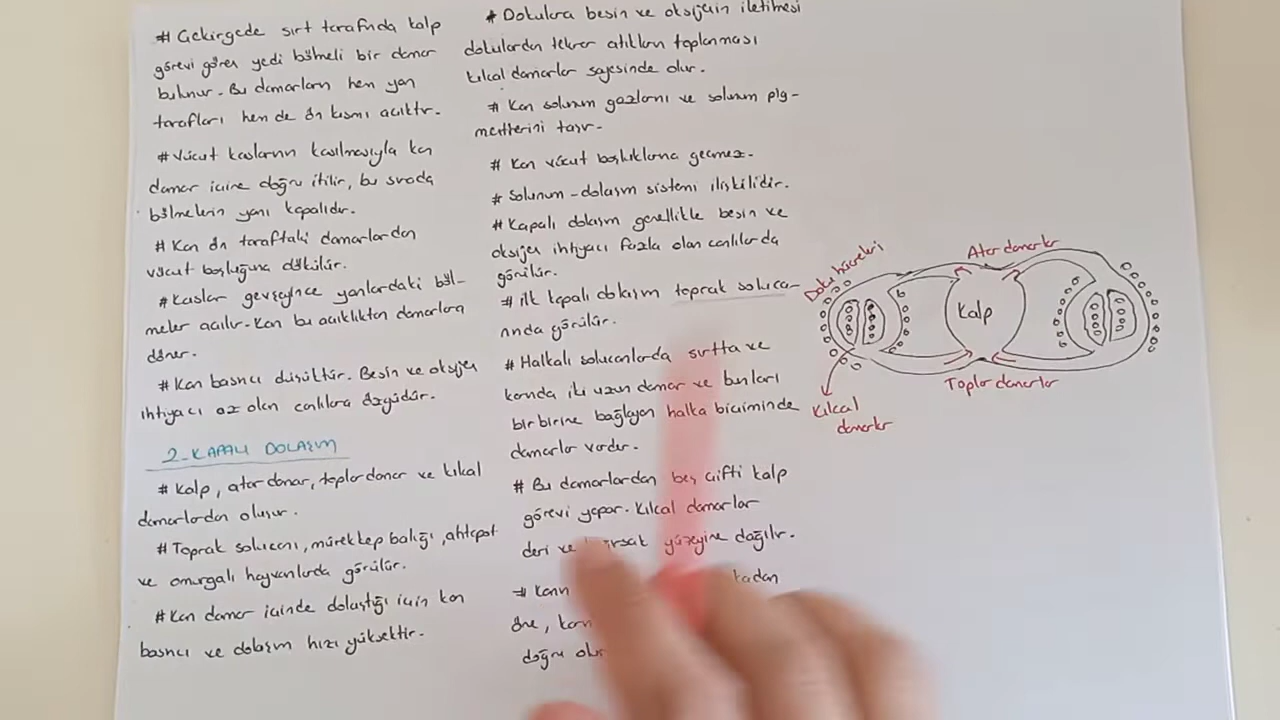 # Çekirgede sırt tarafında kalp
görevi gören yedi bölmeli bir damar
bulunur. Bu damarların hem yan
tarafları hem de ön kısmı açıktır.
# Vücut kaslarının kasılmasıyla kan
damar içine doğru itilir, bu sırada
bölmelerin yanı kapalıdır.
# Kan ön taraftaki damarlardan
vücut boşluğuna dökülür.
# Kaslar gevşeyince yanlardaki böl-
meler açılır. Kan bu açıklıktan damarlara
döner.
# Kan basıncı düşüktür. Besin ve oksijen
ihtiyacı az olan canlılara özgüdür.
2-KAPALI DOLAŞIM
# Kalp, atar damar, toplar damar ve kılcal
damarlardan oluşur.
# Toprak solucanı, mürekkep balığı, ahtapot
ve omurgalı hayvanlarda görülür.
# Kan damar içinde dolaştığı için kan
basıncı ve dolaşım hızı yüksektir.
# Dokulara besin ve oksijenin iletilmesi
dokulardan tekrar atıkların toplanması
kılcal damarlar sayesinde olur.
# Kan solunum gazlarını ve solunum pig-
mentlerini taşır.
# Kan vücut boşluklarına geçmez.
# Solunum-dolaşım sistemi ilişkilidir.
# Kapalı dolaşım genellikle besin ve
oksijen ihtiyacı fazla olan canlılarda
görülür.
# İlk kapalı dolaşım toprak soluca-
nında görülür.
# Halkalı solucanlarda sırtta ve
karında iki uzun damar ve bunları
birbirine bağlayan halka biçiminde
damarlar vardır.
# Bu damarlardan beş çifti kalp
görevi yapar. Kılcal damarlar
deri ve yüzeyine dağılır.
#
öne,
doğru
Doku hücreleri
Atar damarlar
Kalp
Toplar damarlar
Kılcal
damarlar